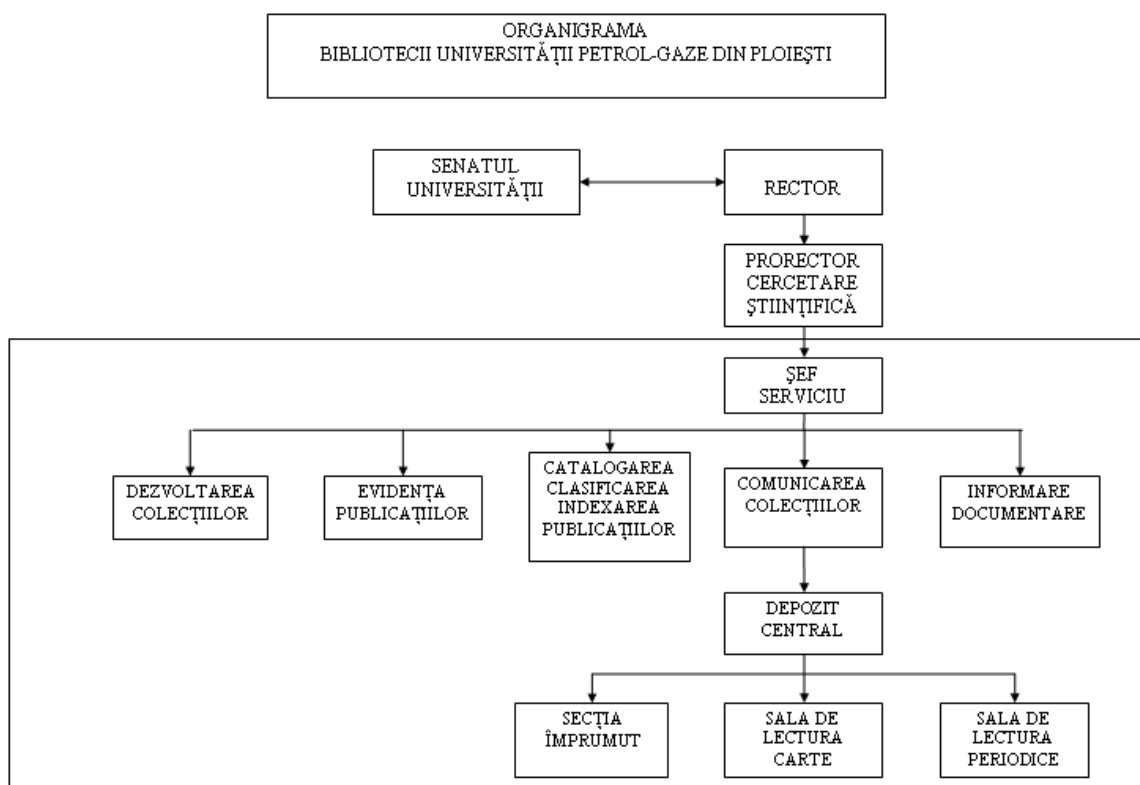 ORGANIGRAMA
BIBLIOTECII UNIVERSITĂŢII PETROL-GAZE DIN PLOIEŞTI
SENATUL
UNIVERSITĂŢII
RECTOR
PRORECTOR
CERCETARE
ŞTIINŢIFICĂ
ŞEF
SERVICIU
DEZVOLTAREA
COLECŢIILOR
EVIDENŢA
PUBLICAŢIILOR
CATALOGAREA
CLASIFICAREA
INDEXAREA
PUBLICAŢIILOR
COMUNICAREA
COLECŢIILOR
INFORMARE
DOCUMENTARE
DEPOZIT
CENTRAL
SECŢIA
ÎMPRUMUT
SALA DE
LECTURA
CARTE
SALA DE
LECTURA
PERIODICE